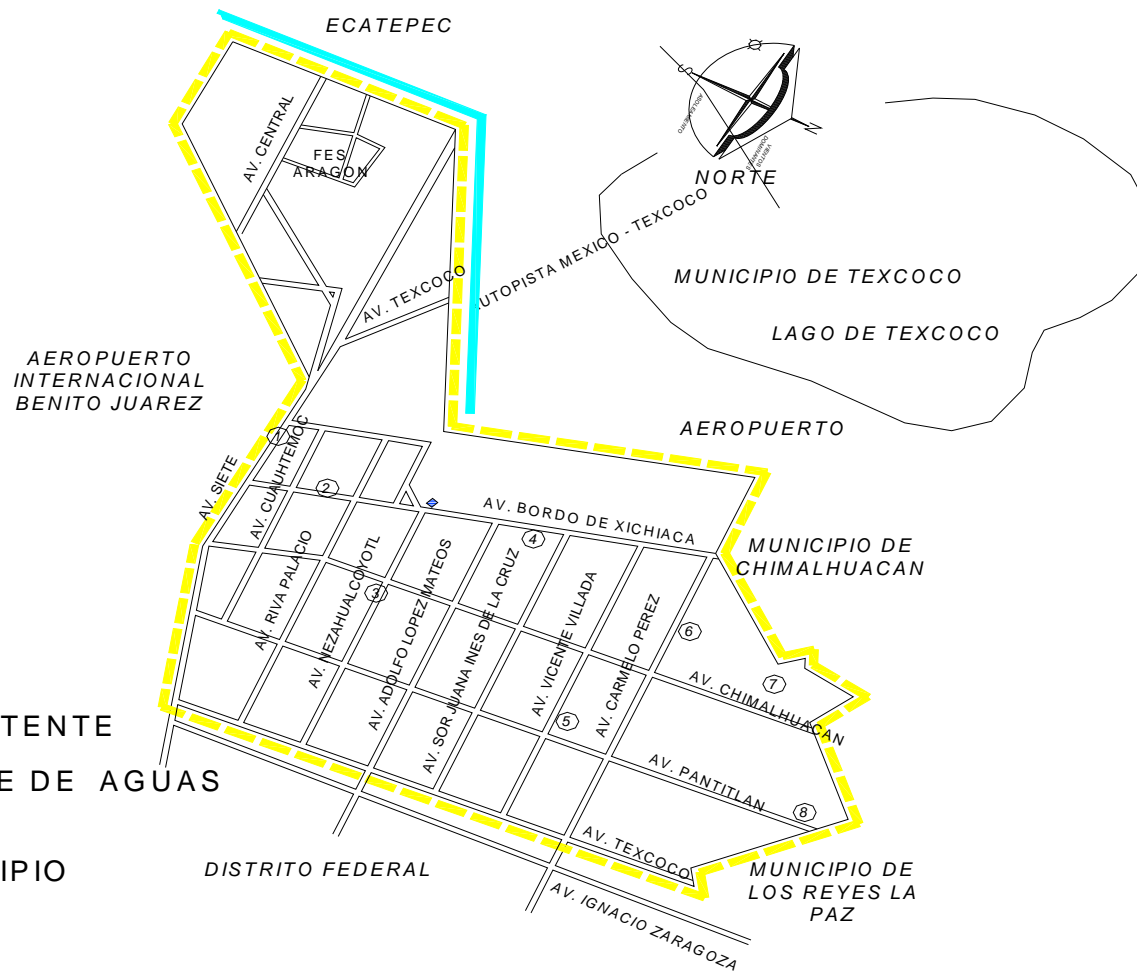 ECATEPEC
S
N
NORTE
AV. CENTRAL
FES
ARAGON
AV. TEXCOCO
AUTOPISTA MEXICO - TEXCOCO
MUNICIPIO DE TEXCOCO
LAGO DE TEXCOCO
AEROPUERTO
INTERNACIONAL
BENITO JUAREZ
AEROPUERTO
1
AV. SIETE
AV. CUAUHTEMOC
2
AV. BORDO DE XICHIACA
4
MUNICIPIO DE
CHIMALHUACAN
AV. RIVA PALACIO
AV. NEZAHUALCOYOTL
3
AV. ADOLFO LOPEZ MATEOS
AV. SOR JUANA INES DE LA CRUZ
AV. VICENTE VILLADA
AV. CARMELO PEREZ
6
7
AV. CHIMALHUACAN
5
AV. PANTITLAN
8
AV. TEXCOCO
TENTE
E DE AGUAS
IPIO
DISTRITO FEDERAL
MUNICIPIO DE
LOS REYES LA
PAZ
AV. IGNACIO ZARAGOZA